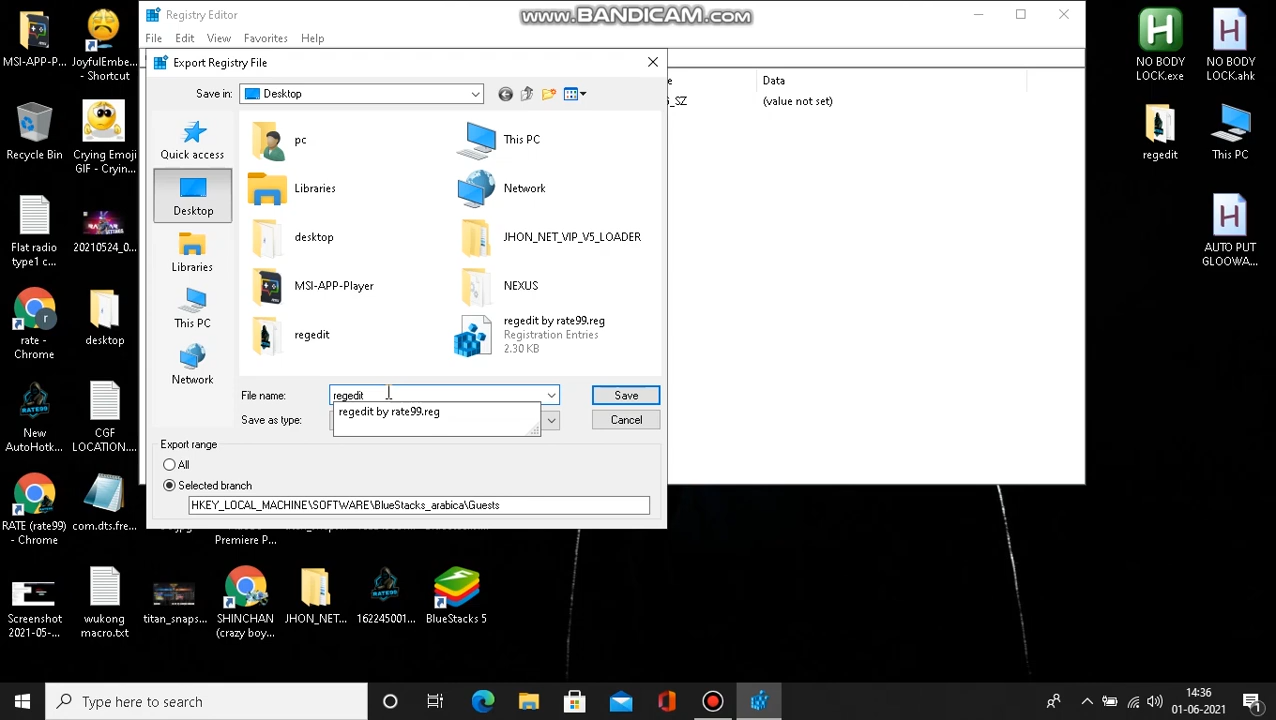 www.BANDICAM.com
Registry Editor
File Edit View Favorites Help
Data
_SZ (value not set)
Export Registry File
Save in: Desktop
Quick access
Desktop
Libraries
This PC
Network
pc
This PC
Libraries
Network
desktop
JHON_NET_VIP_V5_LOADER
MSI-APP-Player
NEXUS
regedit
regedit by rate99.reg
Registration Entries
2.30 KB
File name: regedit
Save
regedit by rate99.reg
Save as type:
Cancel
Export range
All
Selected branch
HKEY_LOCAL_MACHINE\SOFTWARE\BlueStacks_arabica\Guests
MSI-APP-P...
JoyfulEmbe...
- Shortcut
Recycle Bin
Crying Emoji
GIF - Cryin...
Flat radio
type1 c...
20210524_0...
rate -
Chrome
desktop
New
AutoHotk...
CGF
LOCATION....
RATE (rate99)
- Chrome
com.dts.fre...
Premiere P...
Screenshot
2021-05-...
wukong
macro.txt
titan_snaps...
SHINCHAN
(crazy boy...
JHON_NET...
162245001...
BlueStacks 5
NO BODY
LOCK.exe
NO BODY
LOCK.ahk
regedit
This PC
AUTO PUT
GLOOWA...
Type here to search
14:36
01-06-2021
1